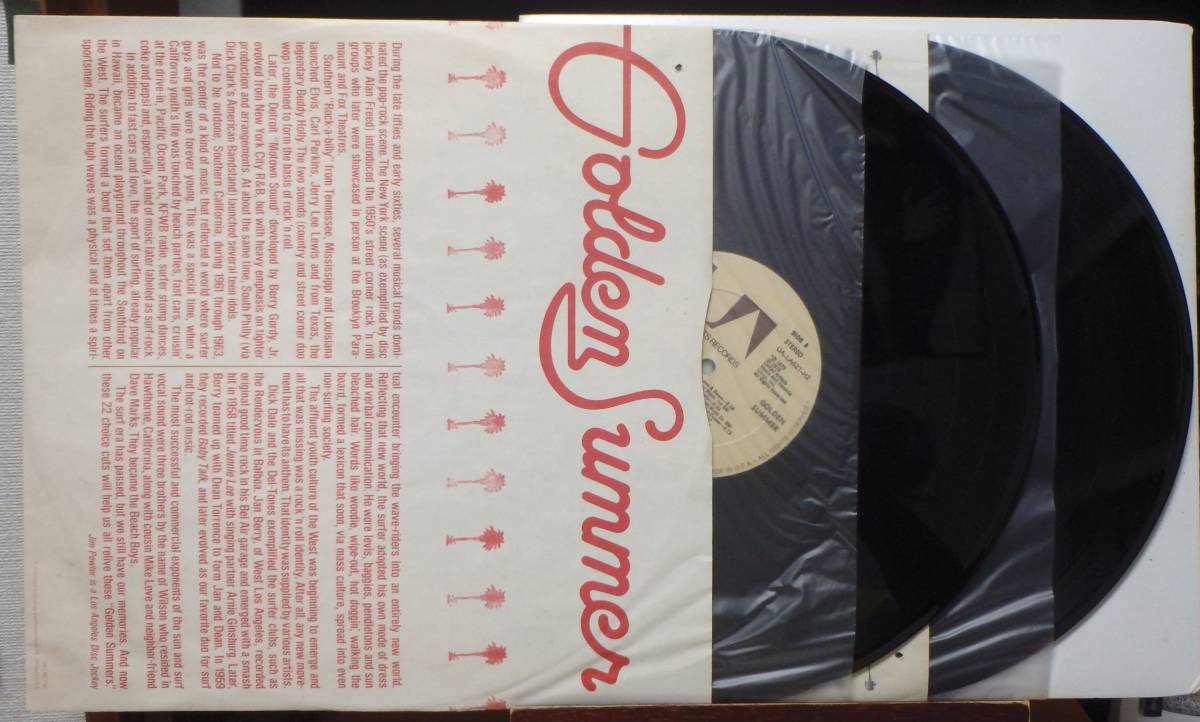 Golden Summer
During the late fifties and early sixties, several musical trends domi-
nated the pop-rock scene. The New York scene (as exemplified by disc
jockey Alan Freed) introduced the 1950's street corner rock 'n roll
groups who later were showcased in person at the Brooklyn Para-
mount and Fox Theatres.
Southern "Rock-a-billy" from Tennessee, Mississippi and Louisiana
launched Elvis, Carl Perkins, Jerry Lee Lewis and from Texas, the
legendary Buddy Holly. The two sounds (country and street corner doo
wop) combined to form the basis of rock 'n roll.
Later, the Detroit "Motown Sound" developed by Berry Gordy, Jr.
evolved from New York City R&B, but with heavy emphasis on tighter
production and arrangements. At about the same time, South Philly (via
Dick Clark's American Bandstand) launched several teen idols.
Not to be outdone, Southern California, during 1961 through 1963,
was the center of a kind of music that reflected a world where surfer
guys and girls were forever young. This was a special time, when a
California youth's life was touched by beach parties, fast cars, cruisin'
at the drive-in, Pacific Ocean Park, KFWB radio, surfer stomp dances,
coke and pepsi and, especially, a kind of music later labeled as surf-rock.
In addition to fast cars and love, the sport of surfing, already popular
in Hawaii, became an ocean playground throughout the Southland on
the West. The surfers formed a bond that set them apart from other
sportsmen. Riding the high waves was a physical and at times a spiri-
tual encounter bringing the wave-riders into an entirely new world.
Reflecting that new world, the surfer adopted his own mode of dress
and verbal communication. He wore levis, baggies, pendletons and sun
bleached hair. Words like woodie, wipe-out, hot doggin', walking the
board, formed a lexicon that soon, via mass culture, spread into even
non-surfing society.
The affluent youth culture of the West was beginning to emerge and
all that was missing was a rock 'n roll identity. After all, any new move-
ment has to have its anthem. That identity was supplied by various artists.
Dick Dale and the Del-Tones exemplified the surfer clubs, such as
the Rendezvous in Balboa. Jan Berry, of West Los Angeles, recorded
original good time rock in his Bel Air garage and emerged with a smash
hit in 1958 titled Jennie Lee with singing partner Arnie Ginsburg. Later,
Berry teamed up with Dean Torrence to form Jan and Dean. In 1959
they recorded Baby Talk, and later evolved as our favorite duo for surf
and hot-rod music.
The most successful and commercial exponents of the sun and surf
vocal sound were three brothers by the name of Wilson who resided in
Hawthorne, California, along with cousin Mike Love and neighbor-friend
Dave Marks. They became the Beach Boys.
The surf era has passed, but we still have our memories. And now
these 22 choice cuts will help us all relive those "Golden Summers."
Jim Pewter is a Los Angeles Disc Jockey
UA
RECORDS
STEREO
UA-LA627-H2
GOLDEN
SUMMER